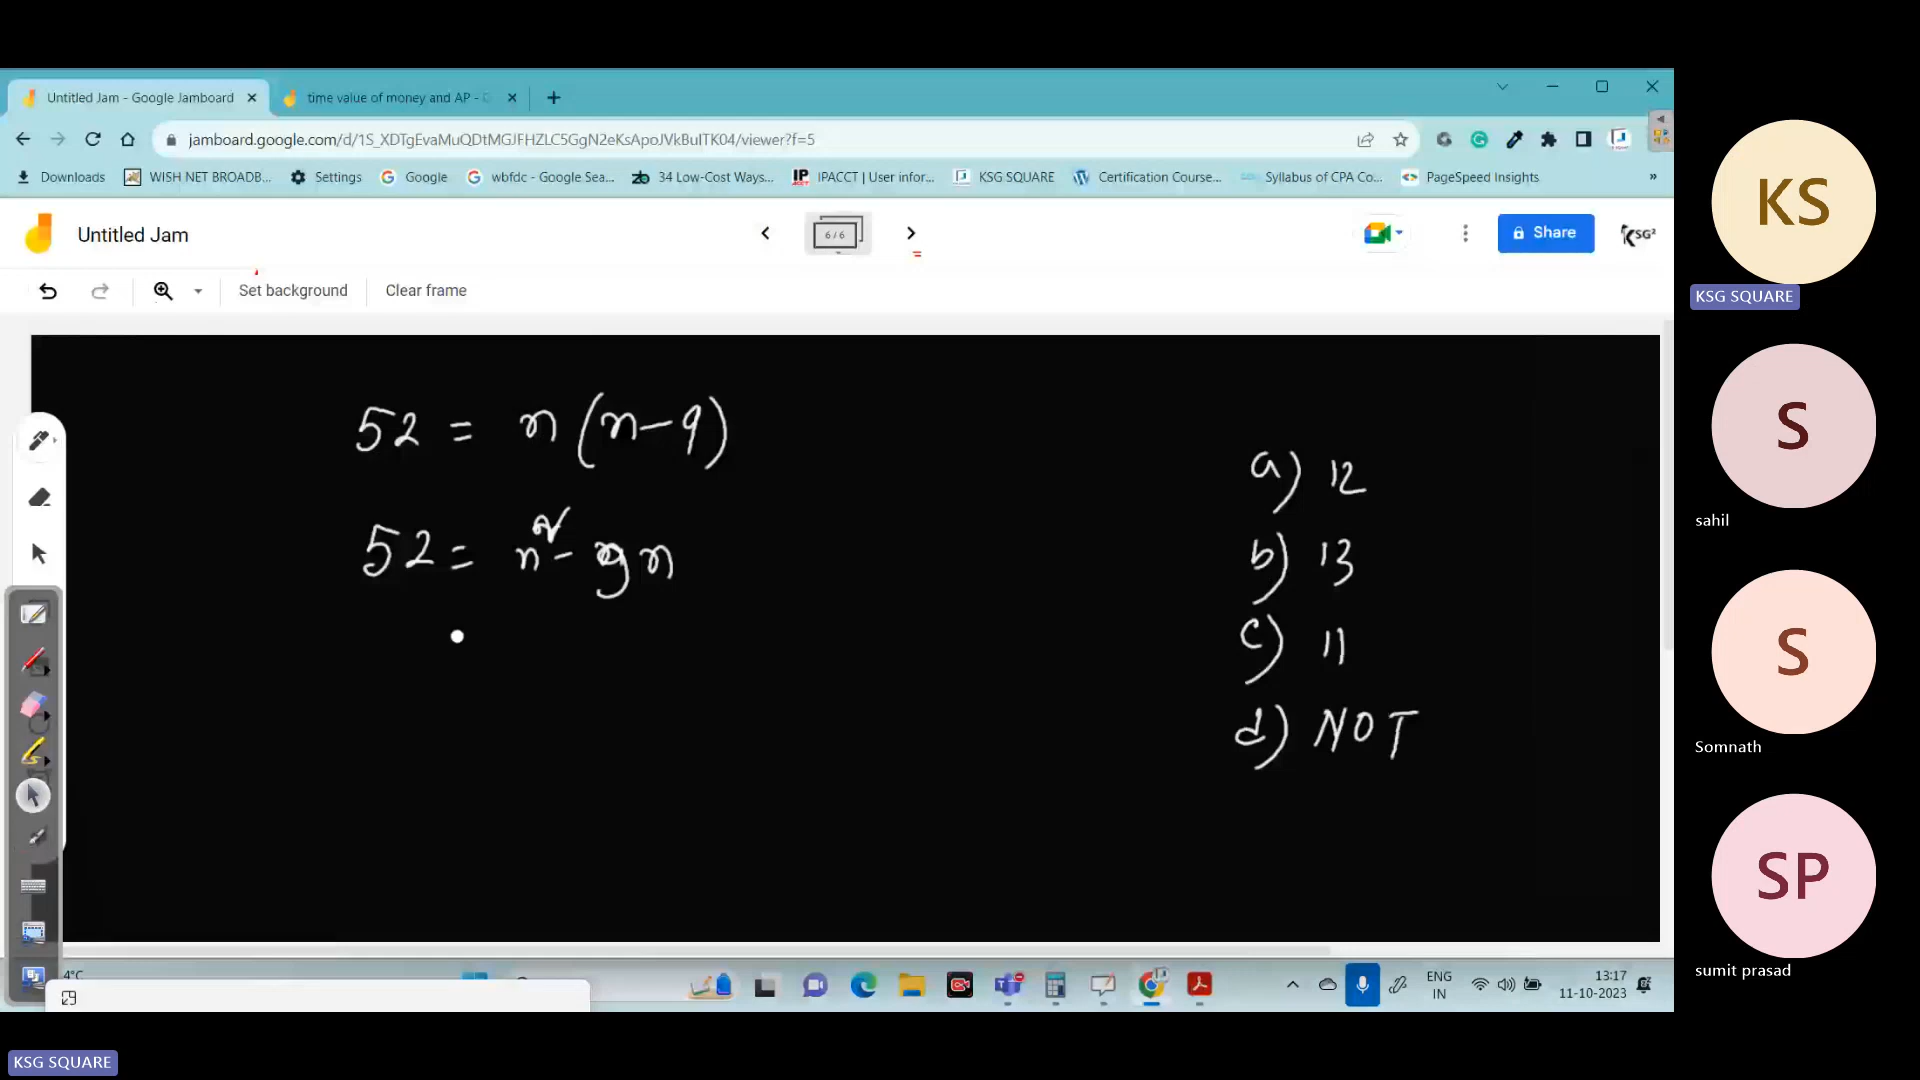 Untitled Jam - Google Jamboard
time value of money and AP -
jamboard.google.com/d/1S_XDTgEvaMuQDtMGJFHZLC5GgN2eKsApoJVkBulTK04/viewer?f=5
Downloads WISH NET BROADB... Settings Google wbfdc - Google Sea... 34 Low-Cost Ways... IPACCT | User infor... KSG SQUARE Certification Course... Syllabus of CPA Co... PageSpeed Insights »
Untitled Jam
6 / 6
Share
KSG²
Set background Clear frame
52 = n (n-9)
52 = n² - 9n
a) 12
b) 13
c) 11
d) NOT
KS
KSG SQUARE
S
sahil
S
Somnath
SP
sumit prasad
4°C
ENG
IN
13:17
11-10-2023
KSG SQUARE